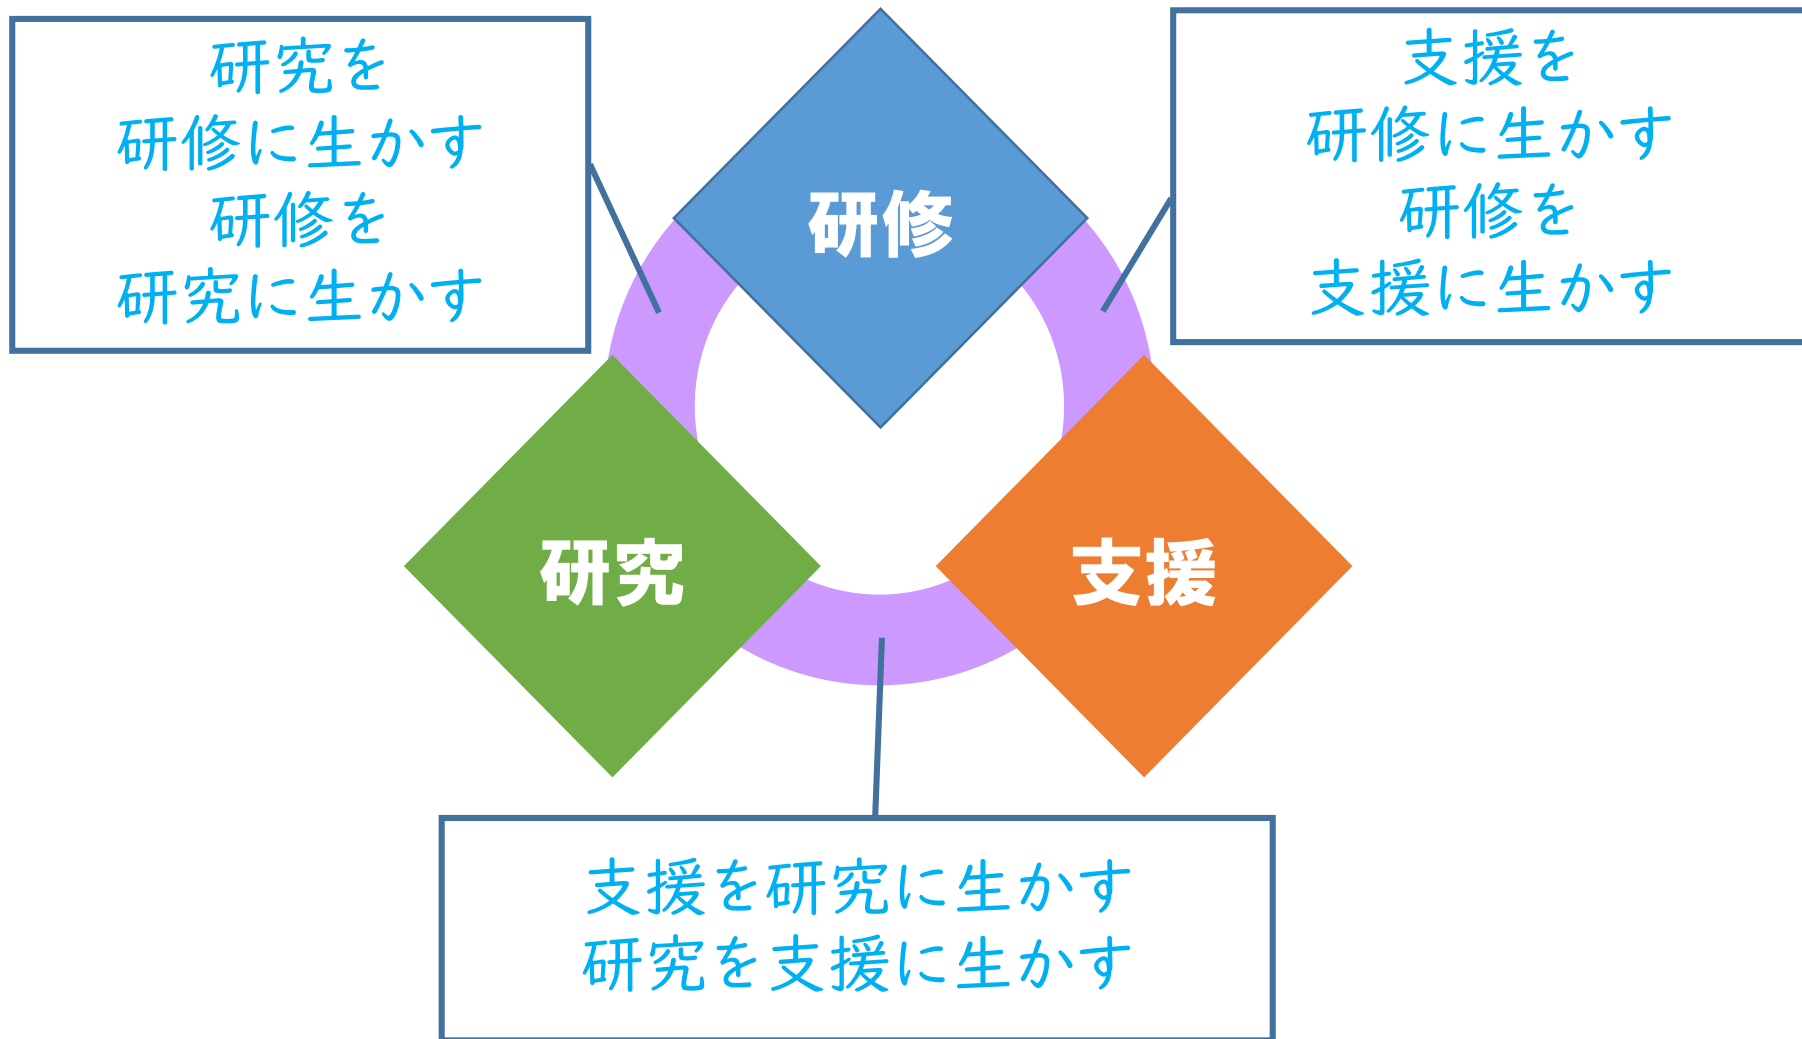 研究を
研修に生かす
研修を
研究に生かす
支援を
研修に生かす
研修を
支援に生かす
研修
研究
支援
支援を研究に生かす
研究を支援に生かす